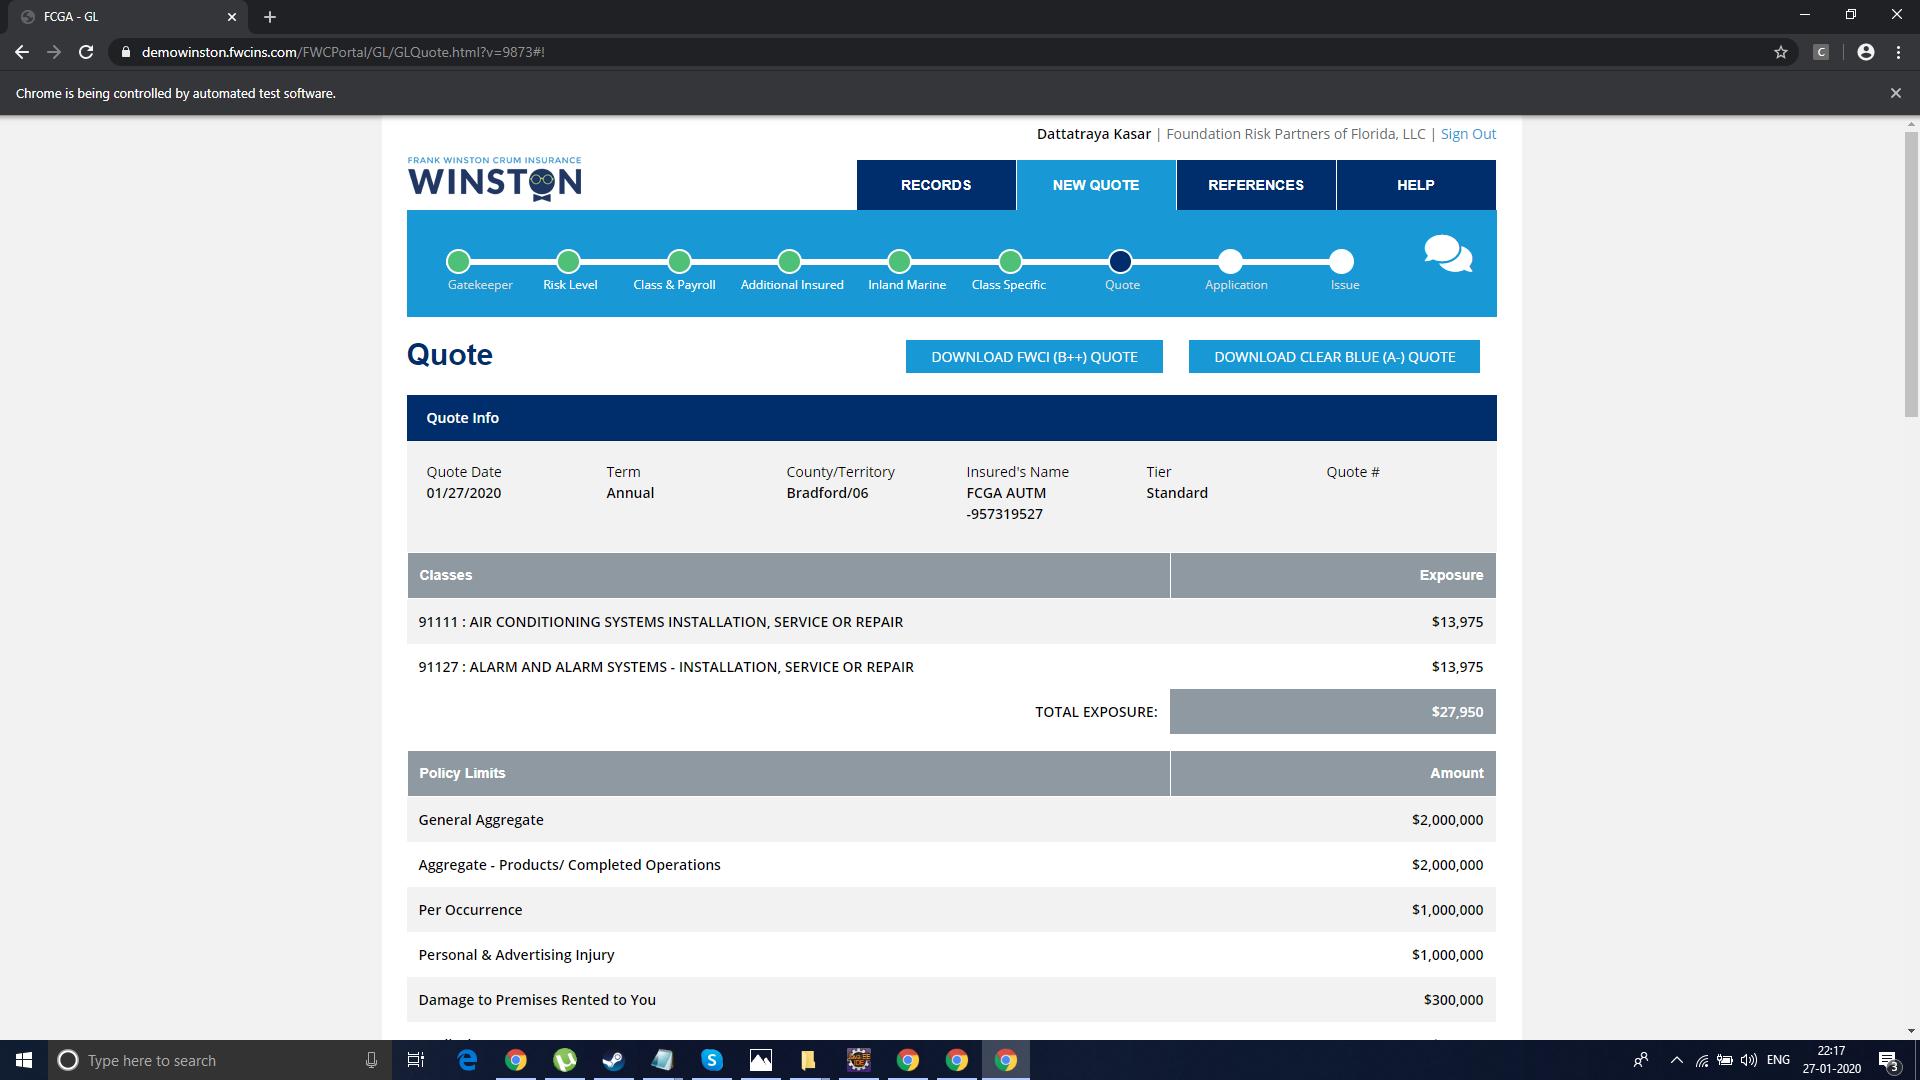 FCGA - GL
demowinston.fwcins.com/FWCPortal/GL/GLQuote.html?v=9873#!
C
Chrome is being controlled by automated test software.
Dattatraya Kasar | Foundation Risk Partners of Florida, LLC | Sign Out
FRANK WINSTON CRUM INSURANCE
WINSTON
RECORDS NEW QUOTE REFERENCES HELP
Gatekeeper Risk Level Class & Payroll Additional Insured Inland Marine Class Specific Quote Application Issue
Quote DOWNLOAD FWCI (B++) QUOTE DOWNLOAD CLEAR BLUE (A-) QUOTE
Quote Info
Quote Date Term County/Territory Insured's Name Tier Quote #
01/27/2020 Annual Bradford/06 FCGA AUTM Standard
-957319527
Classes Exposure
91111 : AIR CONDITIONING SYSTEMS INSTALLATION, SERVICE OR REPAIR $13,975
91127 : ALARM AND ALARM SYSTEMS - INSTALLATION, SERVICE OR REPAIR $13,975
TOTAL EXPOSURE: $27,950
Policy Limits Amount
General Aggregate $2,000,000
Aggregate - Products/ Completed Operations $2,000,000
Per Occurrence $1,000,000
Personal & Advertising Injury $1,000,000
Damage to Premises Rented to You $300,000
Type here to search
ENG
22:17
27-01-2020
3